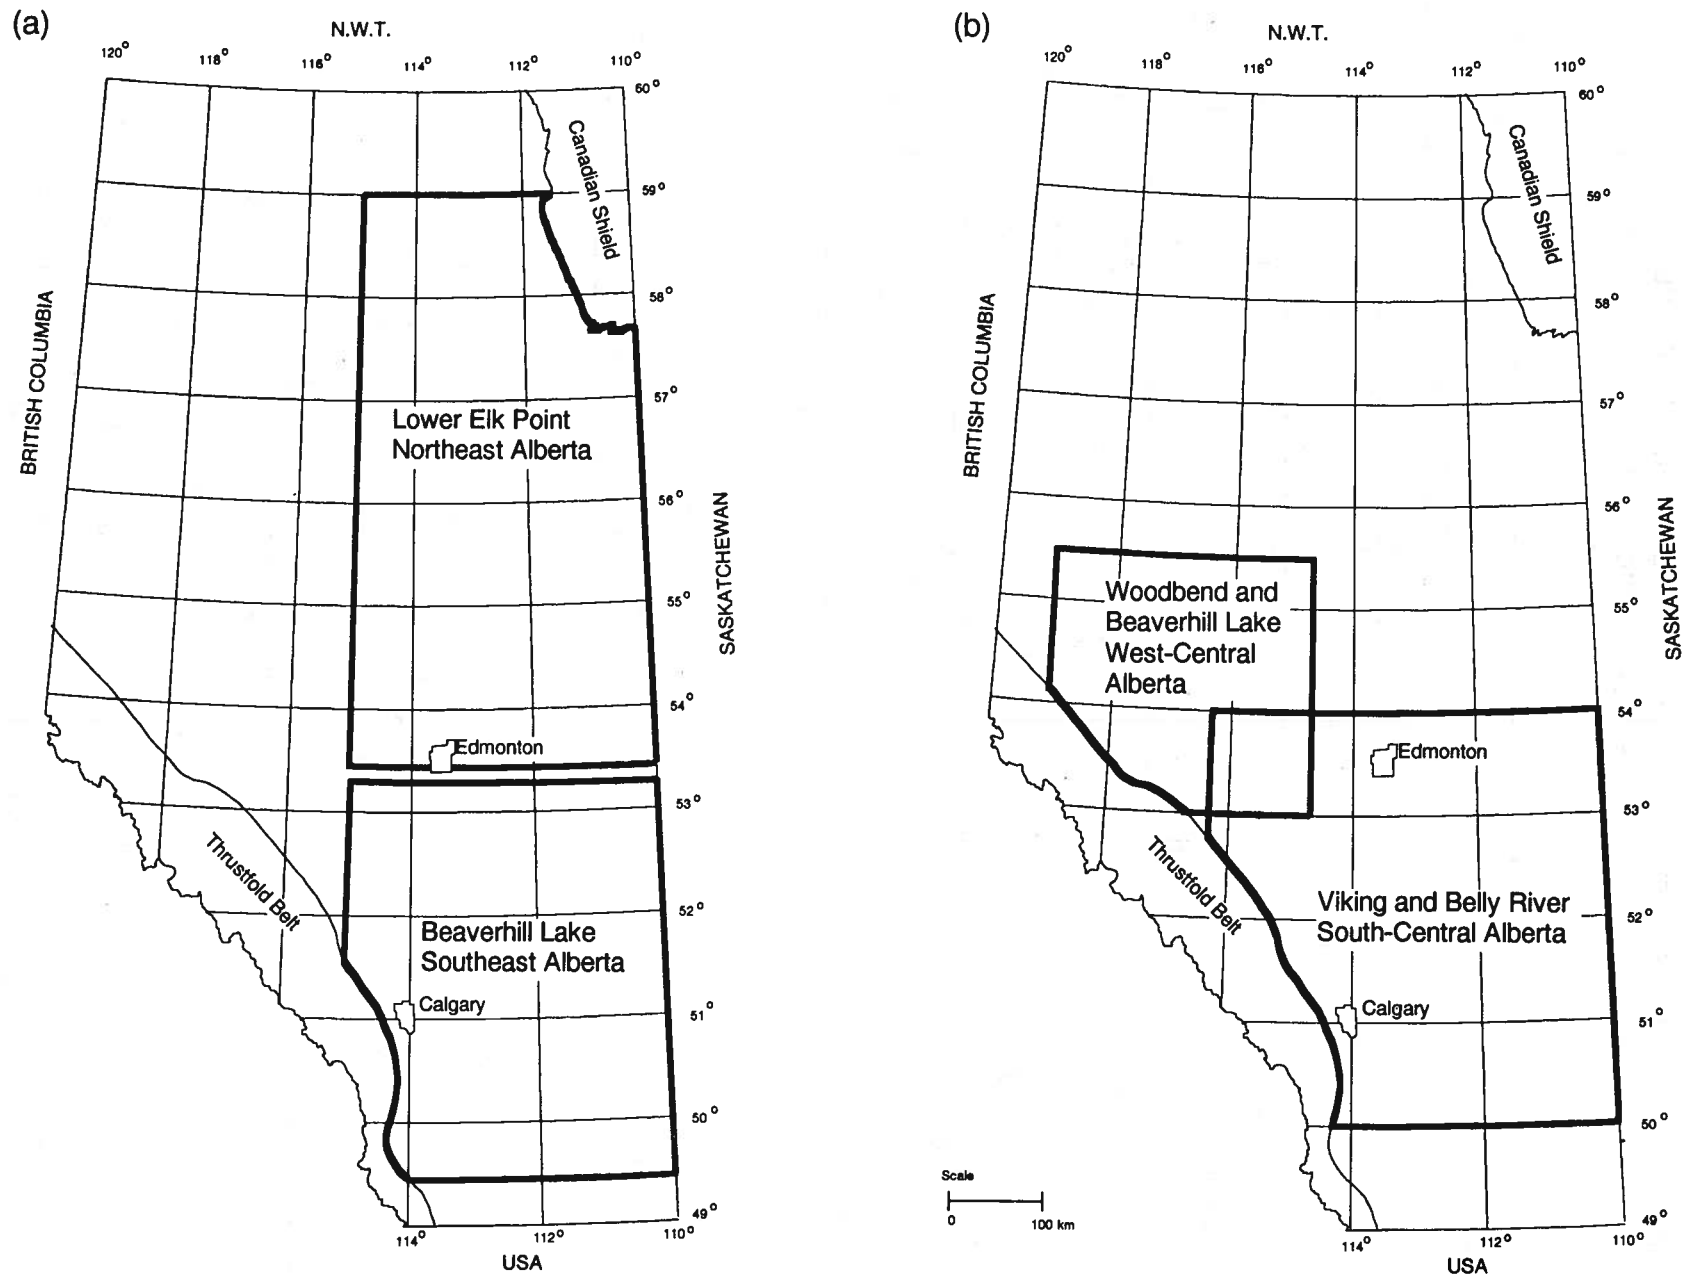 (a)
N.W.T.
120° 118° 116° 114° 112° 110°
60°
Canadian Shield
59°
58°
BRITISH COLUMBIA
57°
Lower Elk Point
Northeast Alberta
56°
SASKATCHEWAN
55°
54°
Edmonton
53°
Thrustfold Belt
52°
Beaverhill Lake
Southeast Alberta
Calgary
51°
50°
49°
114° 112° 110°
USA
(b)
N.W.T.
120° 118° 116° 114° 112° 110°
60°
Canadian Shield
59°
58°
BRITISH COLUMBIA
57°
56°
SASKATCHEWAN
Woodbend and
Beaverhill Lake
West-Central
Alberta
55°
54°
Edmonton
53°
Thrustfold Belt
Viking and Belly River
South-Central Alberta
52°
Calgary
51°
50°
Scale
0 100 km
49°
114° 112° 110°
USA